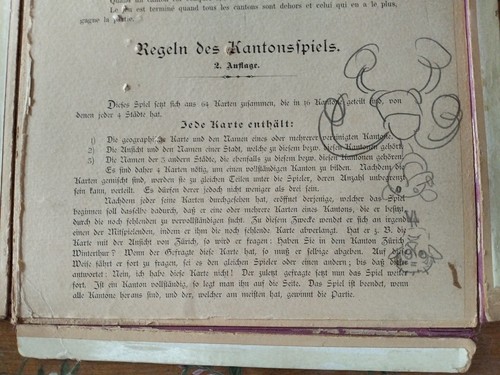 Le jeu est terminé quand tous les cantons sont dehors et celui qui en a le plus,
gagne la partie.
Regeln des Kantonsspiels.
2. Auflage.
Dieses Spiel setzt sich aus 64 Karten zusammen, die in 16 Kantone geteilt sind, von
denen jeder 4 Städte hat.
Jede Karte enthält:
1) Die geograph. Karte und den Namen eines oder mehrerer vereinigten Kantone.
2) Die Ansicht und den Namen einer Stadt, welche zu diesem bezw. diesen Kantonen gehört.
3) Die Namen der 3 andern Städte, die ebenfalls zu diesem bezw. diesen Kantonen gehören.
Es sind daher 4 Karten nötig, um einen vollständigen Kanton zu bilden. Nachdem die
Karten gemischt sind, werden sie zu gleichen Teilen unter die Spieler, deren Anzahl unbegrenzt
sein kann, verteilt. Es dürfen derer jedoch nicht weniger als drei sein.
Nachdem jeder seine Karten durchgesehen hat, eröffnet derjenige, welcher das Spiel
beginnen soll dasselbe dadurch, daß er eine oder mehrere Karten eines Kantons, die er besitzt,
durch die noch fehlenden zu vervollständigen sucht. Zu diesem Zwecke wendet er sich an irgend
einen der Mitspielenden, indem er ihm die noch fehlende Karte abverlangt. Hat er z. B. die
Karte mit der Ansicht von Zürich, so wird er fragen: Haben Sie in dem Kanton Zürich
Winterthur? Wenn der Gefragte diese Karte hat, so muß er selbige abgeben. Auf diese
Weise fährt er fort zu fragen, sei es den gleichen Spieler oder einen andern; bis daß
antwortet: Nein, ich habe diese Karte nicht! Der zuletzt gefragte setzt nun das Spiel weiter
fort. Ist ein Kanton vollständig, so legt man ihn auf die Seite. Das Spiel ist beendet, wenn
alle Kantone heraus sind, und der, welcher am meisten hat, gewinnt die Partie.